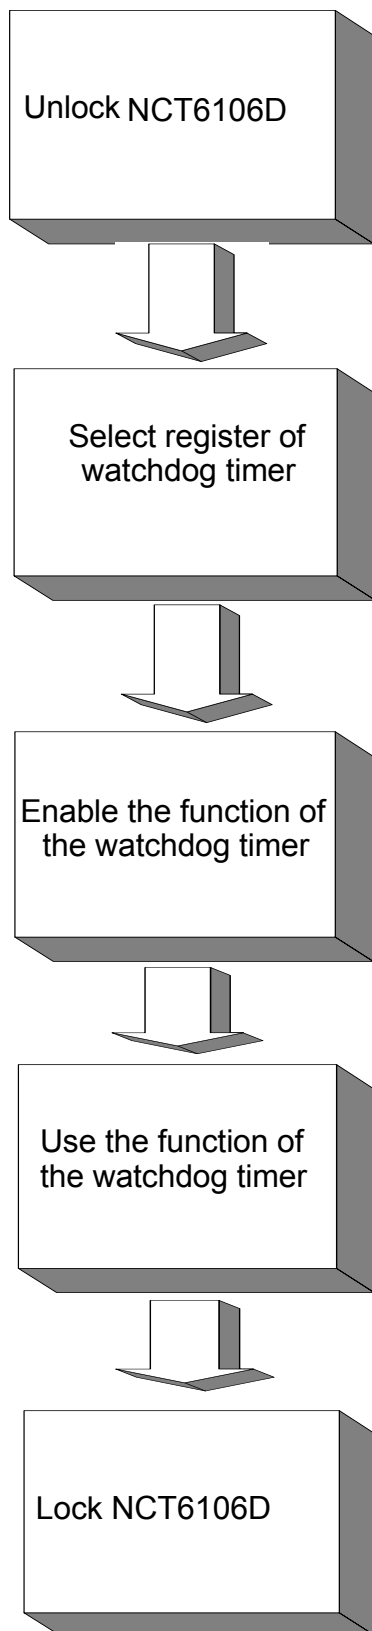 Unlock NCT6106D
Select register of
watchdog timer
Enable the function of
the watchdog timer
Use the function of
the watchdog timer
Lock NCT6106D